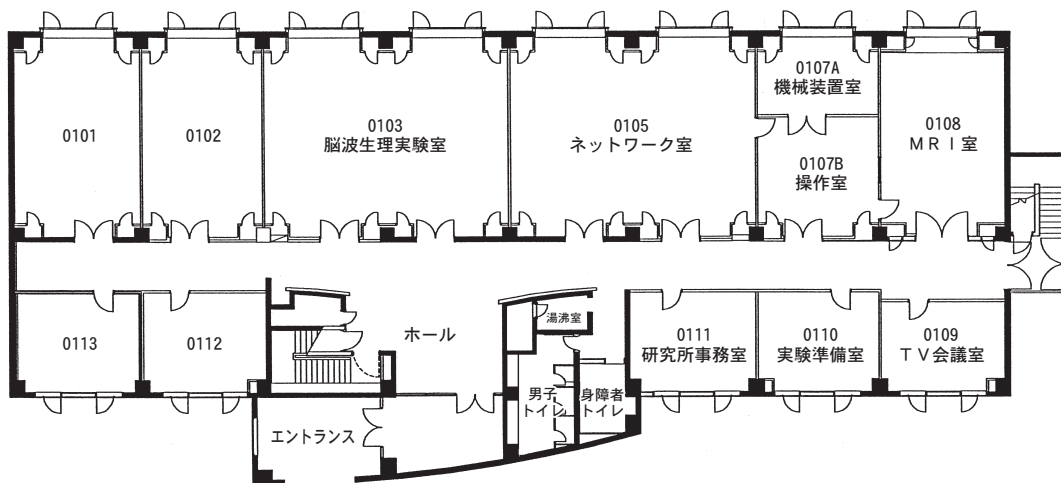 0101
0102
0103
脳波生理実験室
0105
ネットワーク室
0107A
機械装置室
0107B
操作室
0108
ＭＲＩ室
0113
0112
ホール
湯沸室
0111
研究所事務室
0110
実験準備室
0109
ＴＶ会議室
エントランス
男子
トイレ
身障者
トイレ